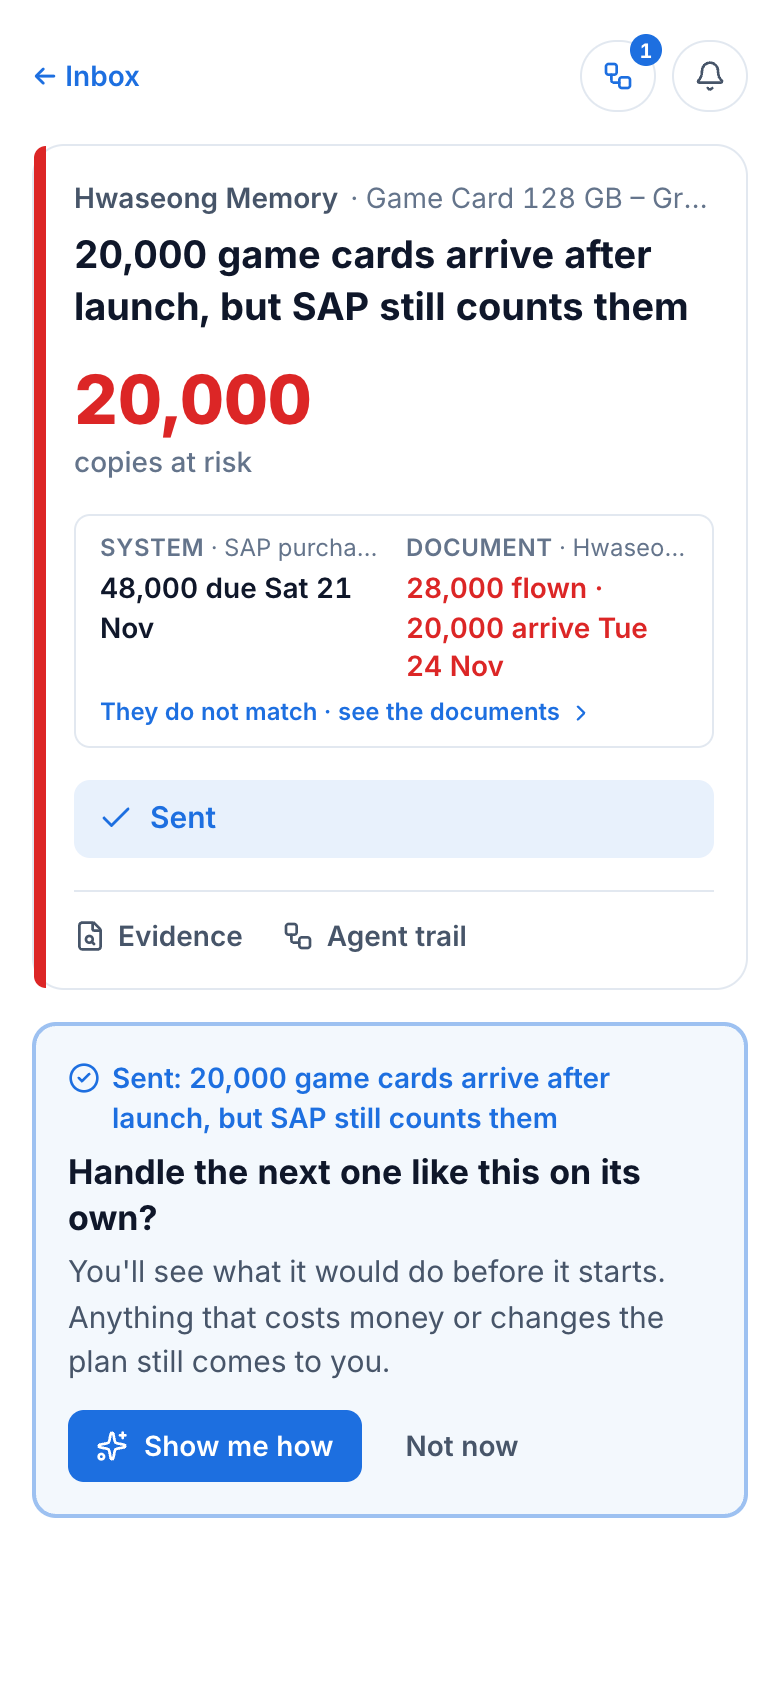 ← Inbox
1
Hwaseong Memory · Game Card 128 GB – Gr...
20,000 game cards arrive after
launch, but SAP still counts them
20,000
copies at risk
SYSTEM · SAP purcha...
48,000 due Sat 21
Nov
DOCUMENT · Hwaseo...
28,000 flown ·
20,000 arrive Tue
24 Nov
They do not match · see the documents
Sent
Evidence
Agent trail
Sent: 20,000 game cards arrive after
launch, but SAP still counts them
Handle the next one like this on its
own?
You'll see what it would do before it starts.
Anything that costs money or changes the
plan still comes to you.
Show me how
Not now